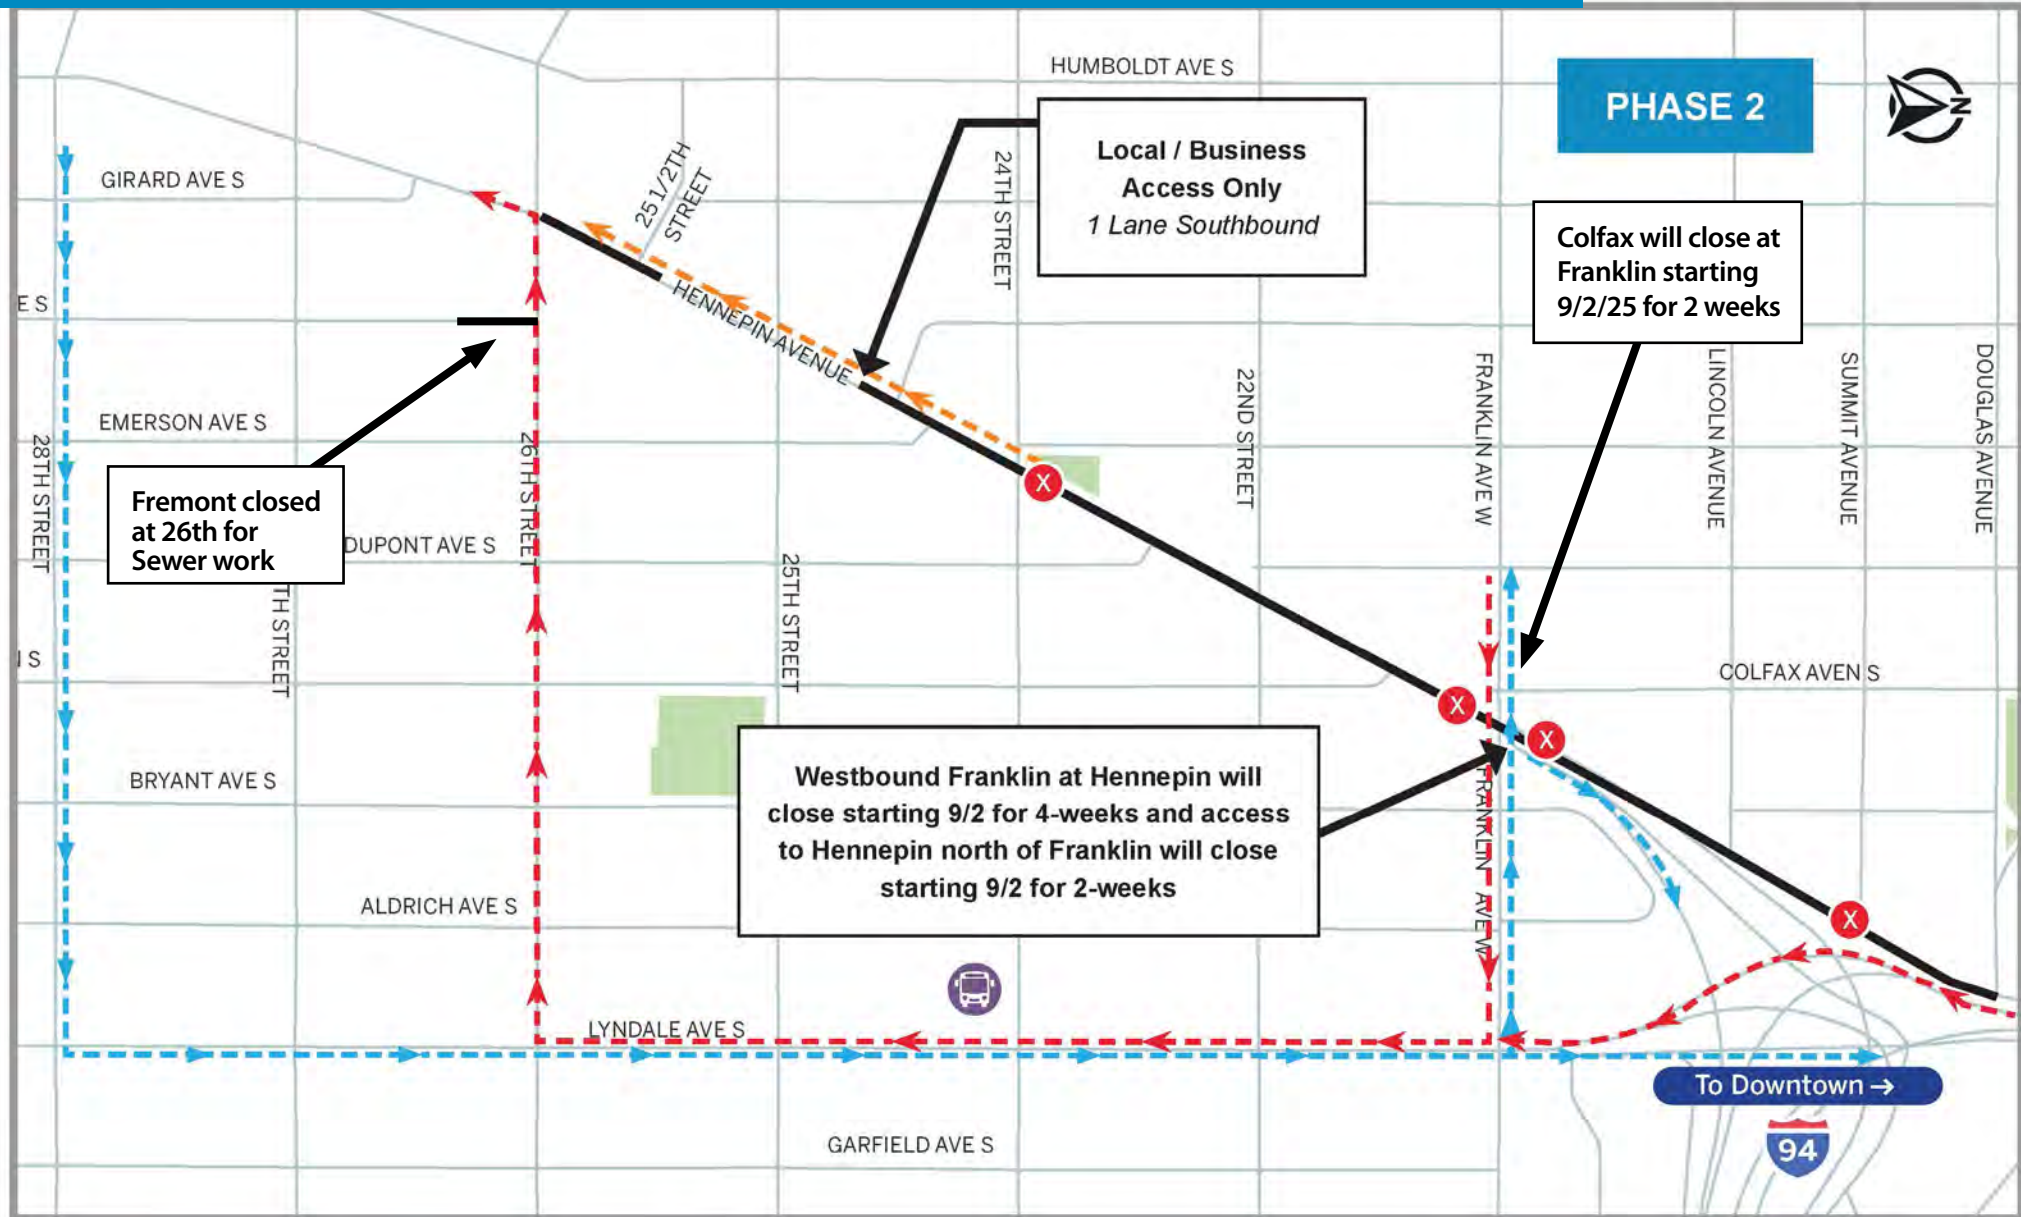 HUMBOLDT AVE S
PHASE 2
N
Local / Business
Access Only
1 Lane Southbound
GIRARD AVE S
25 1/2TH
STREET
24TH STREET
Colfax will close at
Franklin starting
9/2/25 for 2 weeks
E S
HENNEPIN AVENUE
EMERSON AVE S
28TH STREET
26TH STREET
22ND STREET
FRANKLIN AVE W
LINCOLN AVENUE
SUMMIT AVENUE
DOUGLAS AVENUE
Fremont closed
at 26th for
Sewer work
DUPONT AVE S
TH STREET
25TH STREET
S
COLFAX AVEN S
X
X
X
X
BRYANT AVE S
Westbound Franklin at Hennepin will
close starting 9/2 for 4-weeks and access
to Hennepin north of Franklin will close
starting 9/2 for 2-weeks
FRANKLIN AVE W
ALDRICH AVE S
LYNDALE AVE S
To Downtown →
GARFIELD AVE S
94